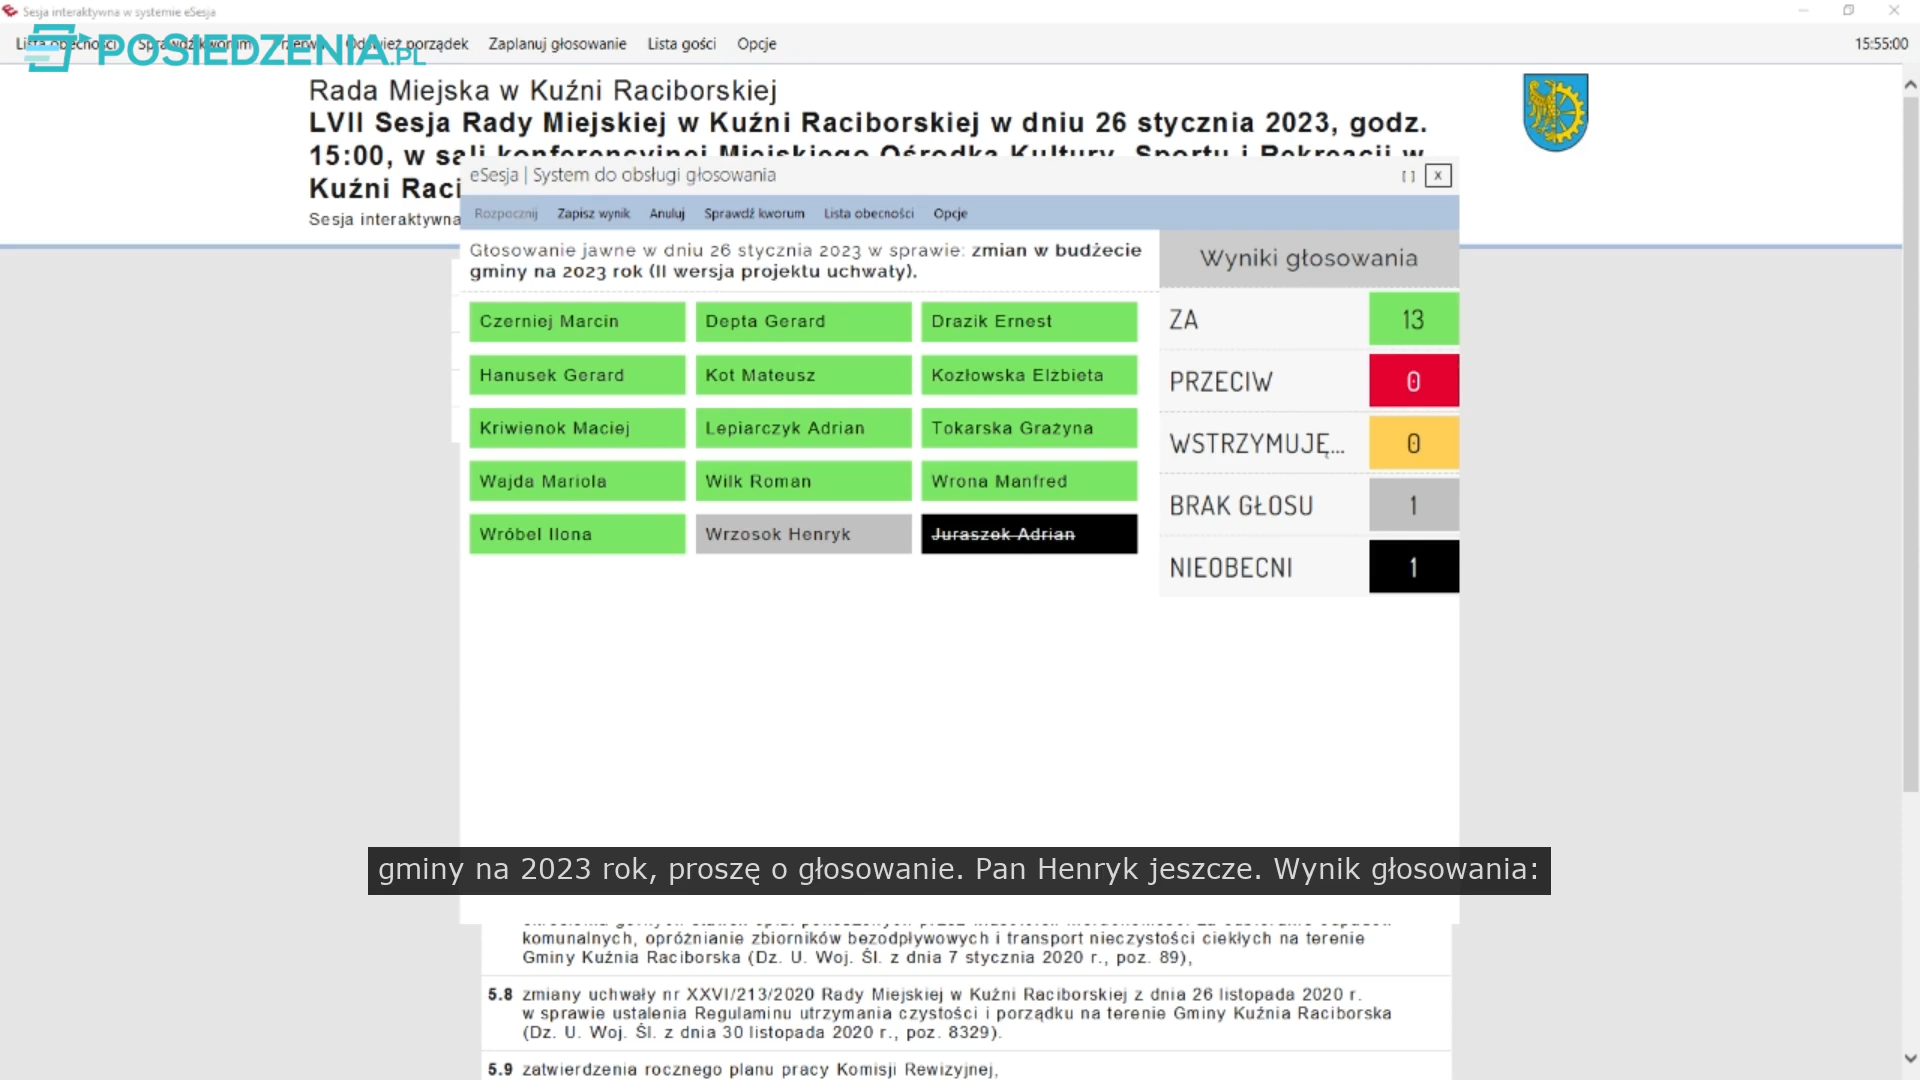 Sesja interaktywna w systemie eSesja
POSIEDZENIA.PL
Zaplanuj głosowanie Lista gości Opcje
15:55:00
Rada Miejska w Kuźni Raciborskiej
LVII Sesja Rady Miejskiej w Kuźni Raciborskiej w dniu 26 stycznia 2023, godz.
15:00, w sali konferencyjnej Miejskiego Ośrodka Kultury, Sportu i Rekreacji w
Kuźni Raci
Sesja interaktywna
eSesja | System do obsługi głosowania
[ ] X
Rozpocznij Zapisz wynik Anuluj Sprawdź kworum Lista obecności Opcje
Głosowanie jawne w dniu 26 stycznia 2023 w sprawie: zmian w budżecie
gminy na 2023 rok (II wersja projektu uchwały).
Wyniki głosowania
Czerniej Marcin Depta Gerard Drazik Ernest
Hanusek Gerard Kot Mateusz Kozłowska Elżbieta
Kriwienok Maciej Lepiarczyk Adrian Tokarska Grażyna
Wajda Mariola Wilk Roman Wrona Manfred
Wróbel Ilona Wrzosok Henryk Juraszek Adrian
ZA 13
PRZECIW 0
WSTRZYMUJĘ... 0
BRAK GŁOSU 1
NIEOBECNI 1
gminy na 2023 rok, proszę o głosowanie. Pan Henryk jeszcze. Wynik głosowania:
komunalnych, opróżnianie zbiorników bezodpływowych i transport nieczystości ciekłych na terenie
Gminy Kuźnia Raciborska (Dz. U. Woj. Śl. z dnia 7 stycznia 2020 r., poz. 89),
5.8 zmiany uchwały nr XXVI/213/2020 Rady Miejskiej w Kuźni Raciborskiej z dnia 26 listopada 2020 r.
w sprawie ustalenia Regulaminu utrzymania czystości i porządku na terenie Gminy Kuźnia Raciborska
(Dz. U. Woj. Śl. z dnia 30 listopada 2020 r., poz. 8329).
5.9 zatwierdzenia rocznego planu pracy Komisji Rewizyjnej,